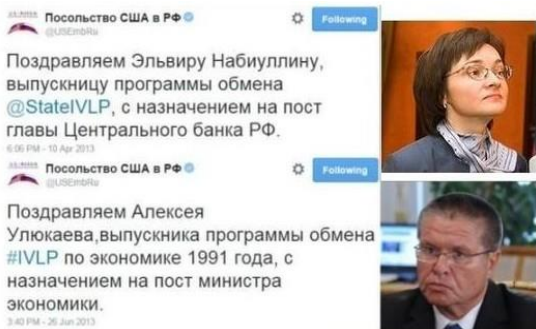 Посольство США в РФ
@USEmbRu
Following
Поздравляем Эльвиру Набиуллину,
выпускницу программы обмена
@StateIVLP, с назначением на пост
главы Центрального банка РФ.
6:06 PM - 10 Apr 2013
Посольство США в РФ
@USEmbRu
Following
Поздравляем Алексея
Улюкаева,выпускника программы обмена
#IVLP по экономике 1991 года, с
назначением на пост министра
экономики.
3:40 PM - 26 Jun 2013